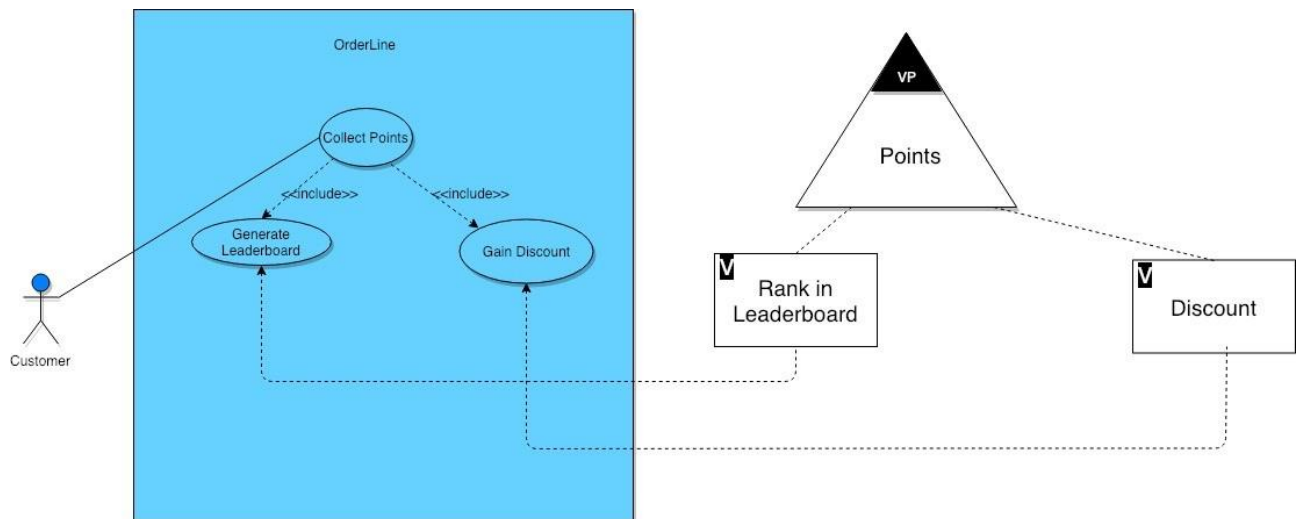 OrderLine
VP
Collect Points
Points
<<include>>
<<include>>
Generate
Leaderboard
Gain Discount
V
Rank in
Leaderboard
V
Discount
Customer